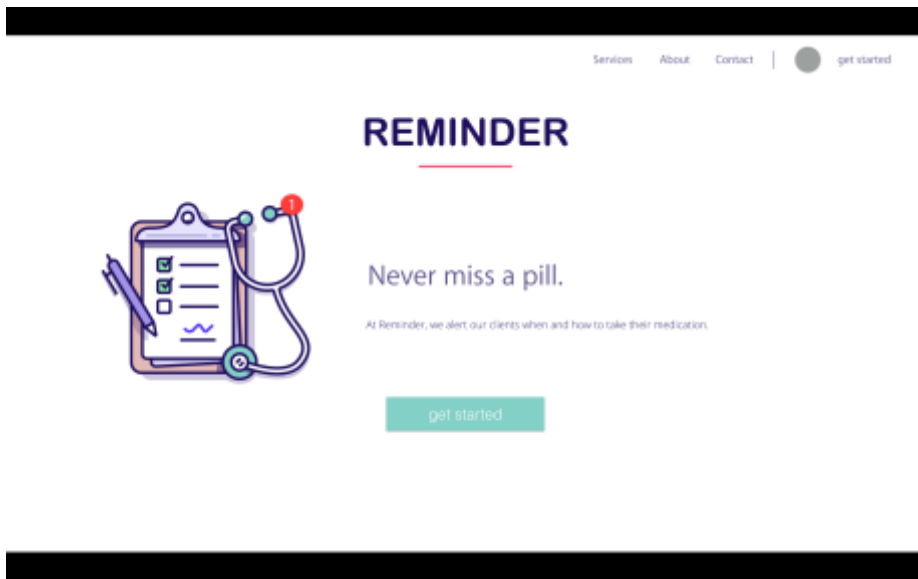 Services About Contact | get started
REMINDER
1
Never miss a pill.
At Reminder, we alert our clients when and how to take their medication.
get started